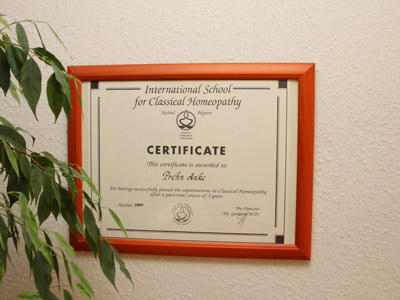 International School
for Classical Homeopathy
CERTIFICATE
This certificate is awarded to
Prehn Anke
For having successfully passed the examinations in Classical Homeopathy
after a part-time course of 3 years
The Director